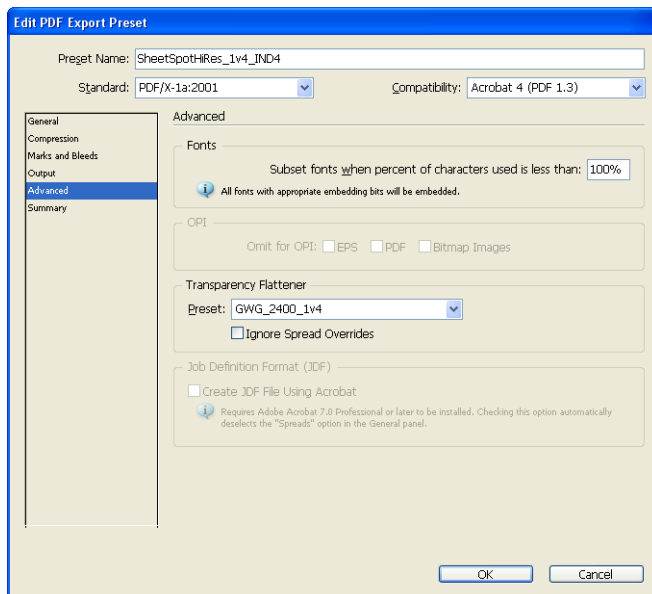 Edit PDF Export Preset
Preset Name: SheetSpotHiRes_1v4_IND4
Standard: PDF/X-1a:2001 Compatibility: Acrobat 4 (PDF 1.3)
General
Compression
Marks and Bleeds
Output
Advanced
Summary
Advanced
Fonts
Subset fonts when percent of characters used is less than: 100%
All fonts with appropriate embedding bits will be embedded.
OPI
Omit for OPI: EPS PDF Bitmap Images
Transparency Flattener
Preset: GWG_2400_1v4
Ignore Spread Overrides
Job Definition Format (JDF)
Create JDF File Using Acrobat
Requires Adobe Acrobat 7.0 Professional or later to be installed. Checking this option automatically
deselects the "Spreads" option in the General panel.
OK Cancel